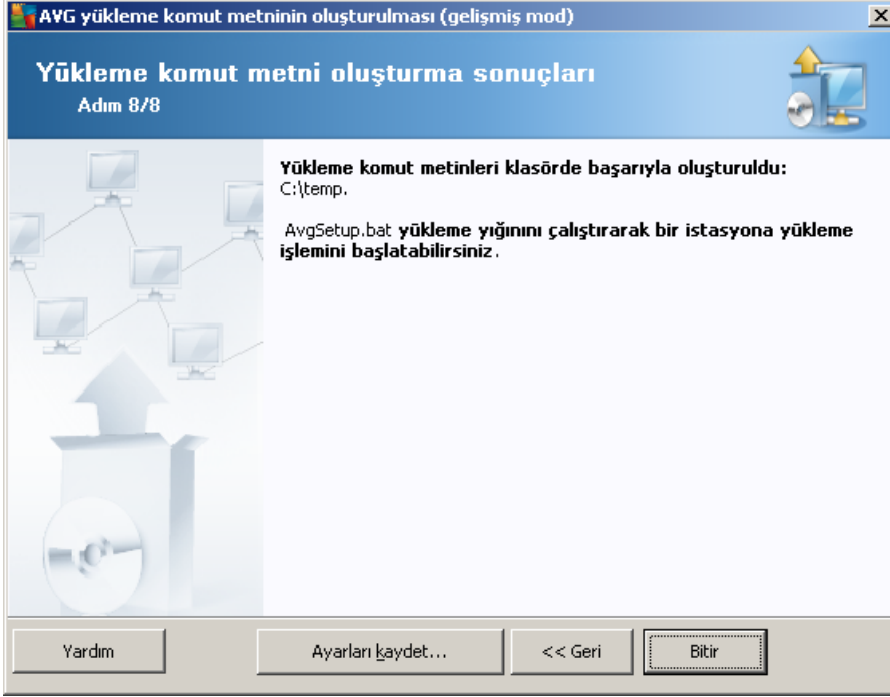 AVG yükleme komut metninin oluşturulması (gelişmiş mod)
Yükleme komut metni oluşturma sonuçları
Adım 8/8
Yükleme komut metinleri klasörde başarıyla oluşturuldu:
C:\temp.
AvgSetup.bat yükleme yığınını çalıştırarak bir istasyona yükleme
işlemini başlatabilirsiniz.
Yardım
Ayarları kaydet...
<< Geri
Bitir